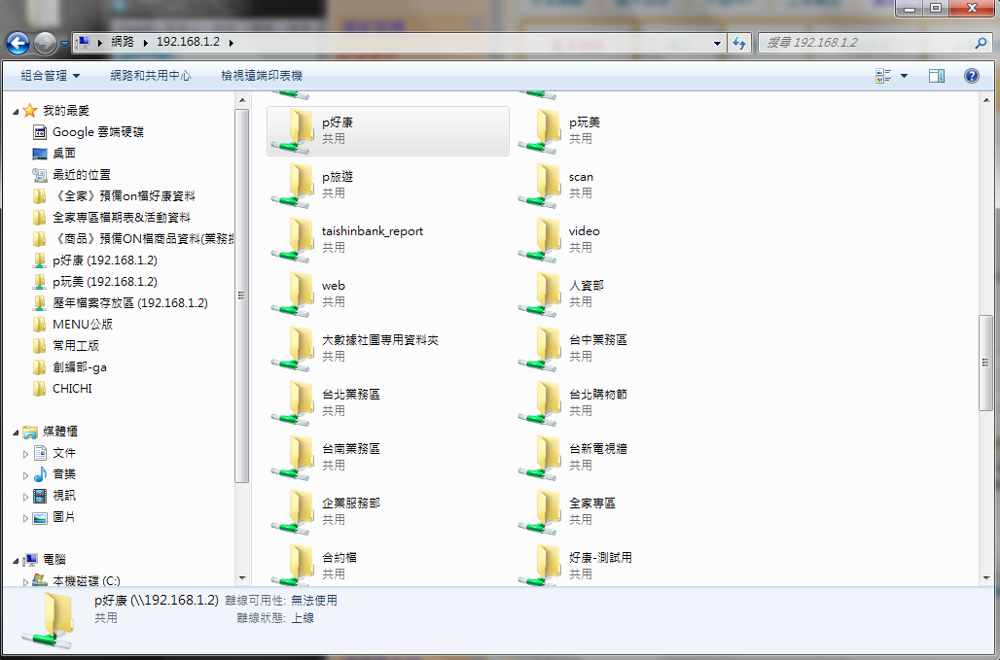 網路 ▸ 192.168.1.2 ▸
搜尋 192.168.1.2
組合管理 網路和共用中心 檢視遠端印表機
我的最愛
Google 雲端硬碟
桌面
最近的位置
《全家》預備on檔好康資料
全家專區檔期表&活動資料
《商品》預備ON檔商品資料(業務
p好康 (192.168.1.2)
p玩美 (192.168.1.2)
歷年檔案存放區 (192.168.1.2)
MENU公版
常用工版
創編部-ga
CHICHI
媒體櫃
文件
音樂
視訊
圖片
電腦
本機磁碟 (C:)
p好康
共用
p玩美
共用
p旅遊
共用
scan
共用
taishinbank_report
共用
video
共用
web
共用
人資部
共用
大數據社團專用資料夾
共用
台中業務區
共用
台北業務區
共用
台北購物節
共用
台南業務區
共用
台新電視牆
共用
企業服務部
共用
全家專區
共用
合約檔
共用
好康-測試用
共用
p好康 (\\192.168.1.2) 離線可用性: 無法使用
共用 離線狀態: 上線